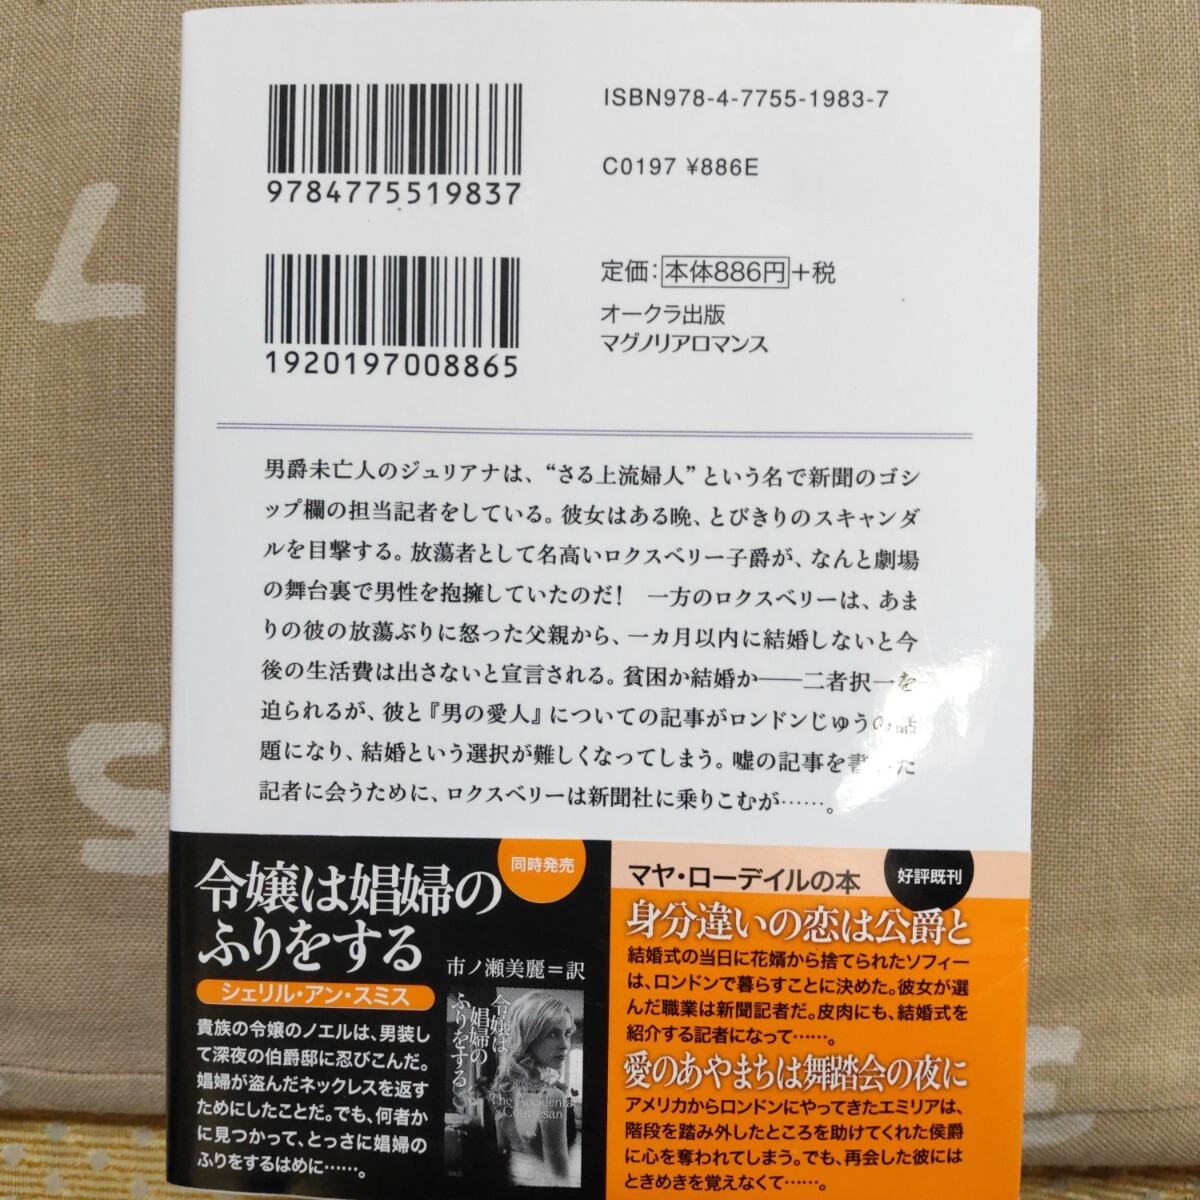 ISBN978-4-7755-1983-7
9784775519837
C0197 ¥886E
1920197008865
定価：本体886円+税
オークラ出版
マグノリアロマンス
男爵未亡人のジュリアナは、“さる上流婦人”という名で新聞のゴシ
ップ欄の担当記者をしている。彼女はある晩、とびきりのスキャンダ
ルを目撃する。放蕩者として名高いロクスベリー子爵が、なんと劇場
の舞台裏で男性を抱擁していたのだ！　一方のロクスベリーは、あま
りの彼の放蕩ぶりに怒った父親から、一カ月以内に結婚しないと今
後の生活費は出さないと宣言される。貧困か結婚か――二者択一を
迫られるが、彼と『男の愛人』についての記事がロンドンじゅうの話
題になり、結婚という選択が難しくなってしまう。嘘の記事を書いた
記者に会うために、ロクスベリーは新聞社に乗りこむが……。
同時発売
令嬢は娼婦の
ふりをする
市ノ瀬美麗＝訳
シェリル・アン・スミス
貴族の令嬢のノエルは、男装し
て深夜の伯爵邸に忍びこんだ。
娼婦が盗んだネックレスを返す
ためにしたことだ。でも、何者か
に見つかって、とっさに娼婦の
ふりをするはめに……。
令嬢は
娼婦の
ふりをする
The Accidental
Courtesan
マヤ・ローデイルの本
好評既刊
身分違いの恋は公爵と
結婚式の当日に花婿から捨てられたソフィー
は、ロンドンで暮らすことに決めた。彼女が選
んだ職業は新聞記者だ。皮肉にも、結婚式を
紹介する記者になって……。
愛のあやまちは舞踏会の夜に
アメリカからロンドンにやってきたエミリアは、
階段を踏み外したところを助けてくれた侯爵
に心を奪われてしまう。でも、再会した彼には
ときめきを覚えなくて……。